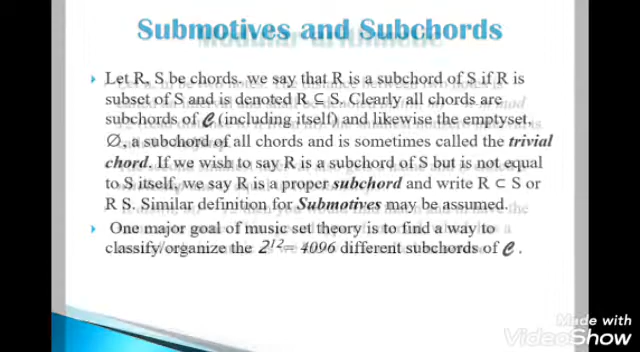 Submotives and Subchords
Let R, S be chords, we say that R is a subchord of S if R is
subset of S and is denoted R ⊆ S. Clearly all chords are
subchords of 𝒞 (including itself) and likewise the emptyset,
∅, a subchord of all chords and is sometimes called the trivial
chord. If we wish to say R is a subchord of S but is not equal
to S itself, we say R is a proper subchord and write R ⊂ S or
R S. Similar definition for Submotives may be assumed.
One major goal of music set theory is to find a way to
classify/organize the 2^12= 4096 different subchords of 𝒞 .
Made with
VideoShow